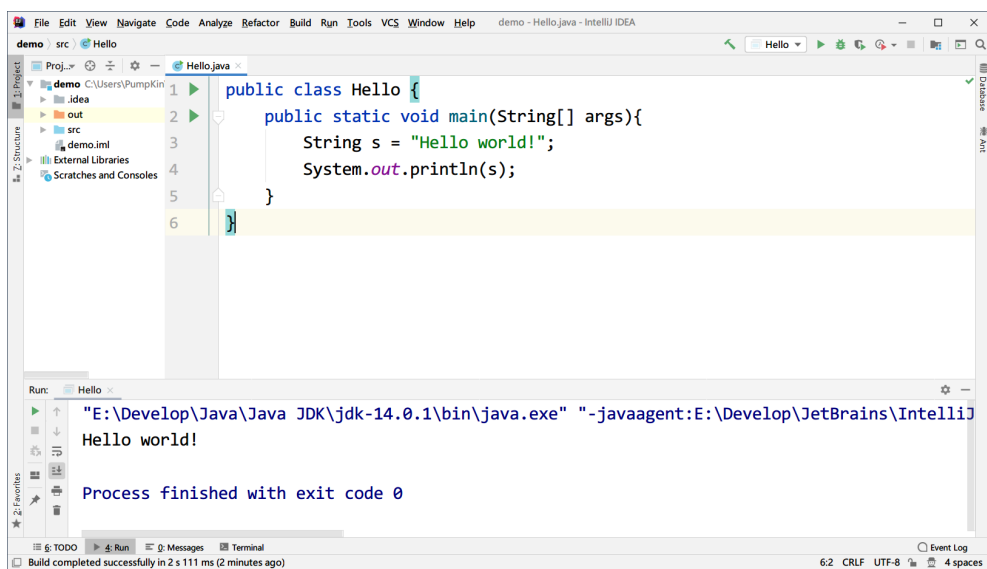 File Edit View Navigate Code Analyze Refactor Build Run Tools VCS Window Help demo - Hello.java - IntelliJ IDEA
demo src Hello
Hello
Proj...
Hello.java
1: Project
7: Structure
2: Favorites
demo C:\Users\PumpKin
.idea
out
src
demo.iml
External Libraries
Scratches and Consoles
1 public class Hello {
2 public static void main(String[] args){
3 String s = "Hello world!";
4 System.out.println(s);
5 }
6 }
Database
Ant
Run: Hello
"E:\Develop\Java\Java JDK\jdk-14.0.1\bin\java.exe" "-javaagent:E:\Develop\JetBrains\IntelliJ
Hello world!
Process finished with exit code 0
6: TODO 4: Run 0: Messages Terminal Event Log
Build completed successfully in 2 s 111 ms (2 minutes ago) 6:2 CRLF UTF-8 4 spaces